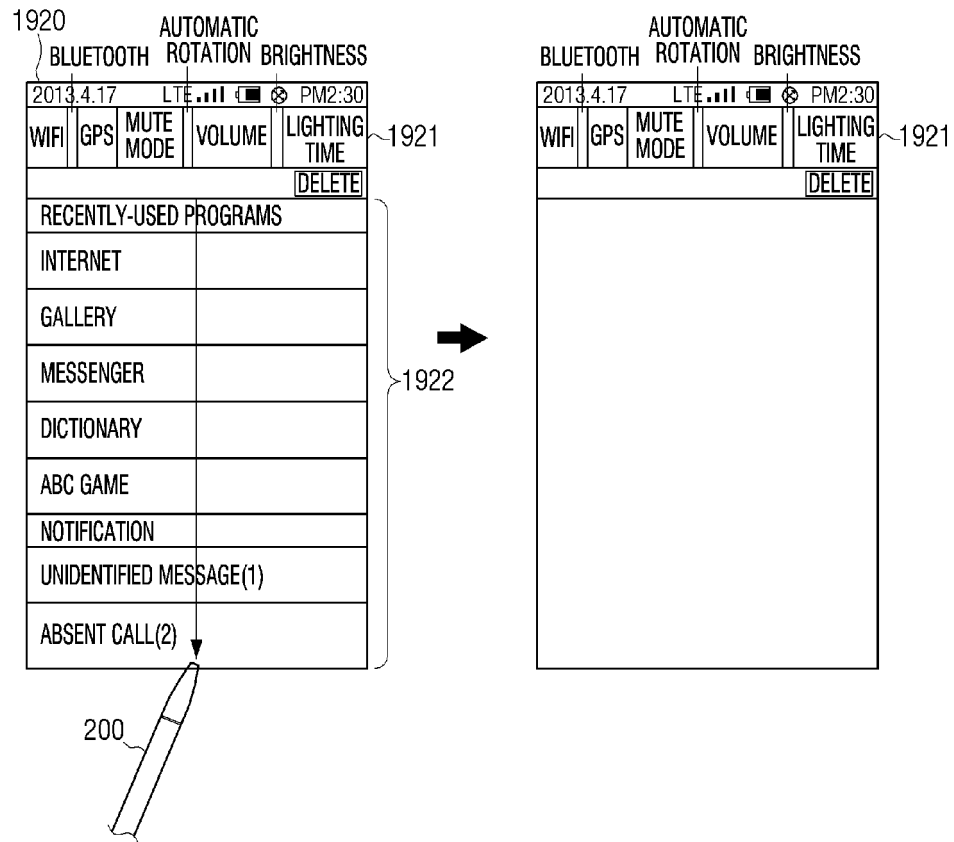 1920
AUTOMATIC
BLUETOOTH ROTATION BRIGHTNESS
2013.4.17 LTE PM2:30
WIFI GPS MUTE MODE VOLUME LIGHTING TIME
1921
DELETE
RECENTLY-USED PROGRAMS
INTERNET
GALLERY
MESSENGER
DICTIONARY
ABC GAME
NOTIFICATION
UNIDENTIFIED MESSAGE(1)
ABSENT CALL(2)
1922
200
AUTOMATIC
BLUETOOTH ROTATION BRIGHTNESS
2013.4.17 LTE PM2:30
WIFI GPS MUTE MODE VOLUME LIGHTING TIME
1921
DELETE